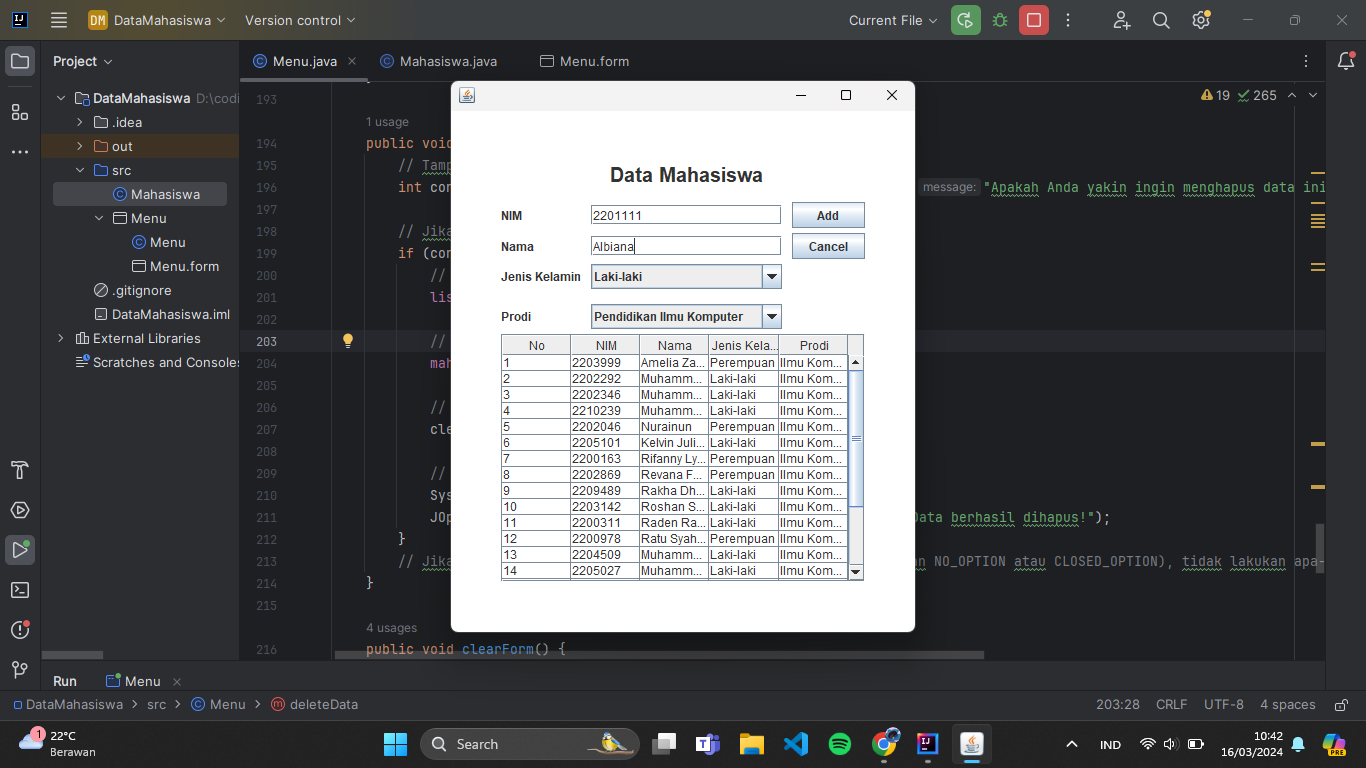 DM DataMahasiswa Version control Current File
Project
Menu.java Mahasiswa.java Menu.form
DataMahasiswa D:\codi
.idea
out
src
Mahasiswa
Menu
Menu
Menu.form
.gitignore
DataMahasiswa.iml
External Libraries
Scratches and Consoles
19 265
193
1 usage
194 public void
195 // Tamp
196 int con message: "Apakah Anda yakin ingin menghapus data ini
197
198 // Jika
199 if (con
200 //
201 lis
202
203 //
204 mah
205
206 //
207 cle
208
209 //
210 Sys
211 JOp Data berhasil dihapus!");
212 }
213 // Jika an NO_OPTION atau CLOSED_OPTION), tidak lakukan apa-
214 }
215
4 usages
216 public void clearForm() {
Data Mahasiswa
NIM 2201111 Add
Nama Albiana Cancel
Jenis Kelamin Laki-laki
Prodi Pendidikan Ilmu Komputer
No NIM Nama Jenis Kela... Prodi
1 2203999 Amelia Za... Perempuan Ilmu Kom...
2 2202292 Muhamm... Laki-laki Ilmu Kom...
3 2202346 Muhamm... Laki-laki Ilmu Kom...
4 2210239 Muhamm... Laki-laki Ilmu Kom...
5 2202046 Nurainun Perempuan Ilmu Kom...
6 2205101 Kelvin Juli... Laki-laki Ilmu Kom...
7 2200163 Rifanny Ly... Perempuan Ilmu Kom...
8 2202869 Revana F... Perempuan Ilmu Kom...
9 2209489 Rakha Dh... Laki-laki Ilmu Kom...
10 2203142 Roshan S... Laki-laki Ilmu Kom...
11 2200311 Raden Ra... Laki-laki Ilmu Kom...
12 2200978 Ratu Syah... Perempuan Ilmu Kom...
13 2204509 Muhamm... Laki-laki Ilmu Kom...
14 2205027 Muhamm... Laki-laki Ilmu Kom...
Run Menu
DataMahasiswa > src > Menu > deleteData 203:28 CRLF UTF-8 4 spaces
1
22°C
Berawan
Search
IND
10:42
16/03/2024
PRE